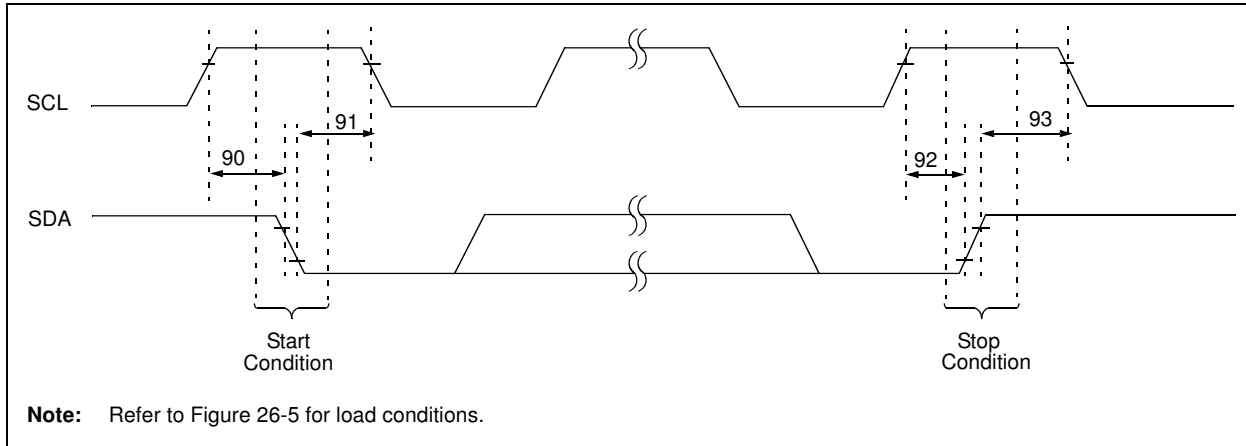 SCL
91
93
90
92
SDA
Start
Condition
Stop
Condition
Note: Refer to Figure 26-5 for load conditions.